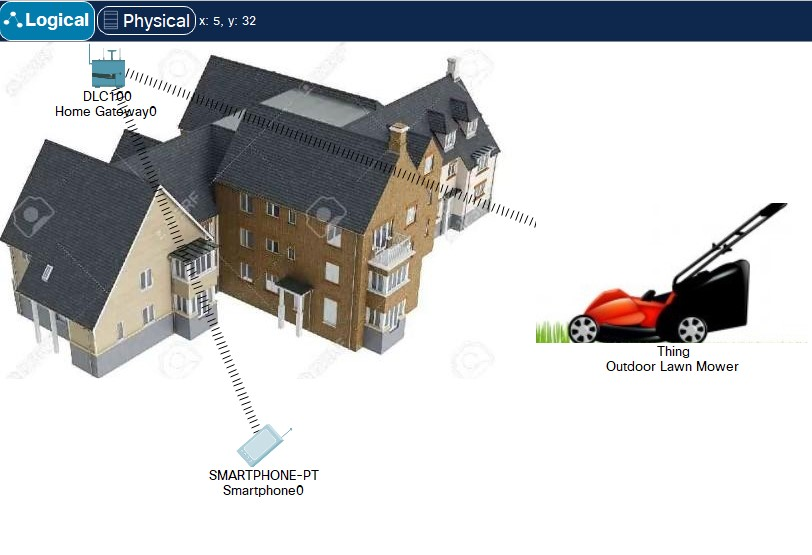 Logical
Physical
x: 5, y: 32
DLC100
Home Gateway0
Thing
Outdoor Lawn Mower
SMARTPHONE-PT
Smartphone0